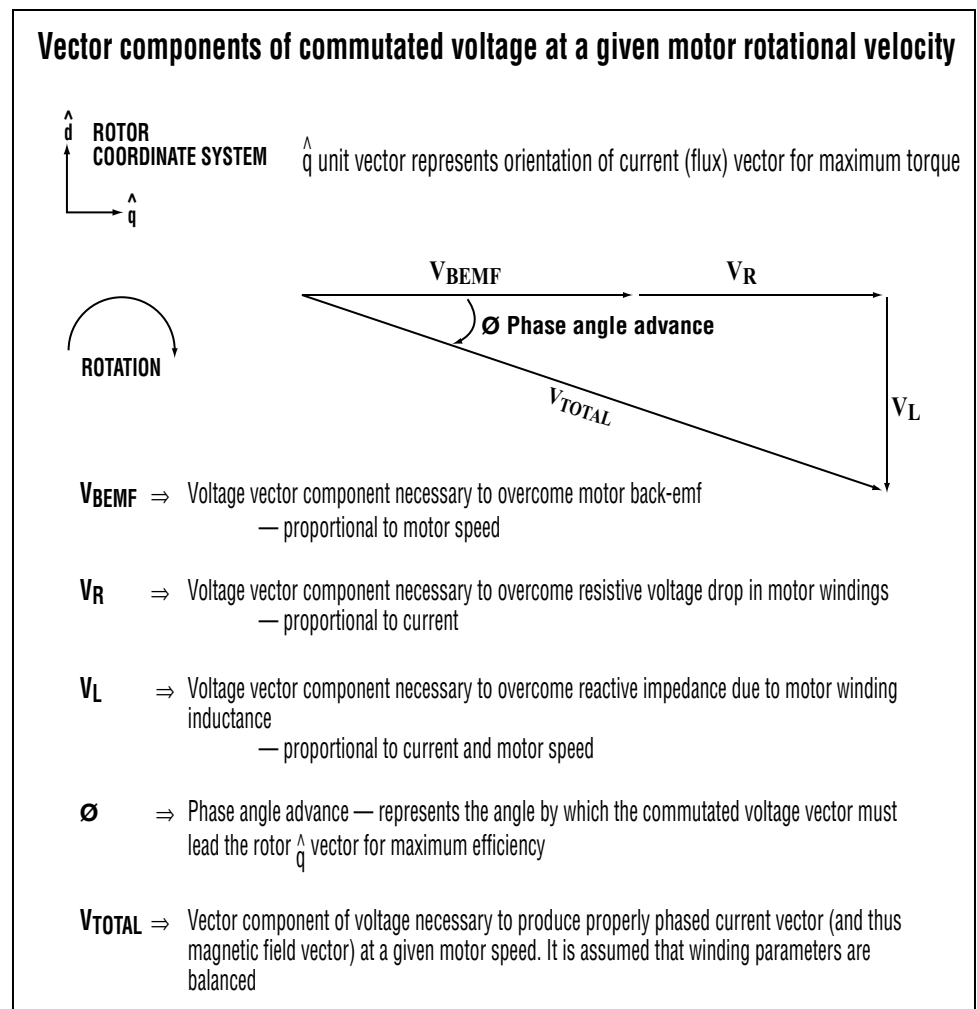 Vector components of commutated voltage at a given motor rotational velocity
d̂ ROTOR
COORDINATE SYSTEM
q̂
q̂ unit vector represents orientation of current (flux) vector for maximum torque
VBEMF
VR
Ø Phase angle advance
ROTATION
VTOTAL
VL
VBEMF ⇒ Voltage vector component necessary to overcome motor back-emf
— proportional to motor speed
VR ⇒ Voltage vector component necessary to overcome resistive voltage drop in motor windings
— proportional to current
VL ⇒ Voltage vector component necessary to overcome reactive impedance due to motor winding
inductance
— proportional to current and motor speed
Ø ⇒ Phase angle advance — represents the angle by which the commutated voltage vector must
lead the rotor q̂ vector for maximum efficiency
VTOTAL ⇒ Vector component of voltage necessary to produce properly phased current vector (and thus
magnetic field vector) at a given motor speed. It is assumed that winding parameters are
balanced